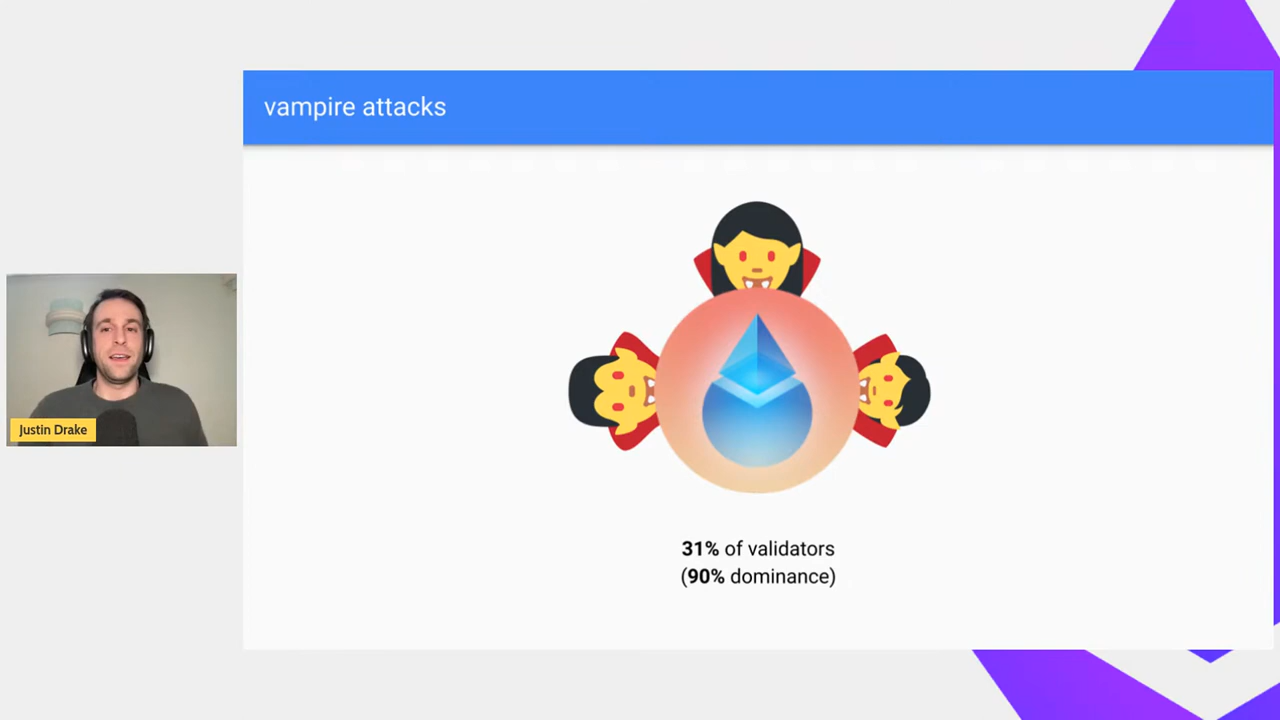 vampire attacks
Justin Drake
31% of validators
(90% dominance)